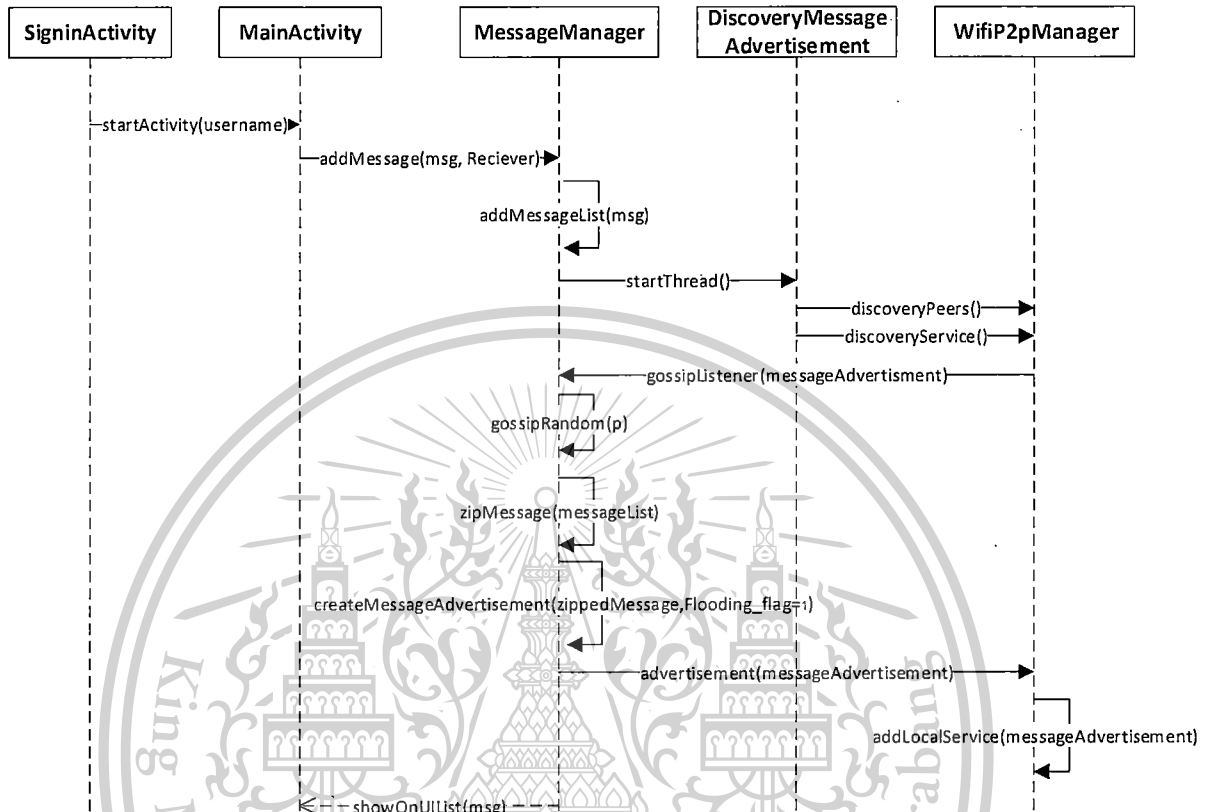 SigninActivity
MainActivity
MessageManager
DiscoveryMessage
Advertisement
WifiP2pManager
startActivity(username)
addMessage(msg, Reciever)
addMessageList(msg)
startThread()
discoveryPeers()
discoveryService()
gossipListener(messageAdvertisment)
gossipRandom(p)
zipMessage(messageList)
createMessageAdvertisement(zippedMessage,Flooding_flag=1)
advertisement(messageAdvertisement)
addLocalService(messageAdvertisement)
showOnUIList(msg)
King